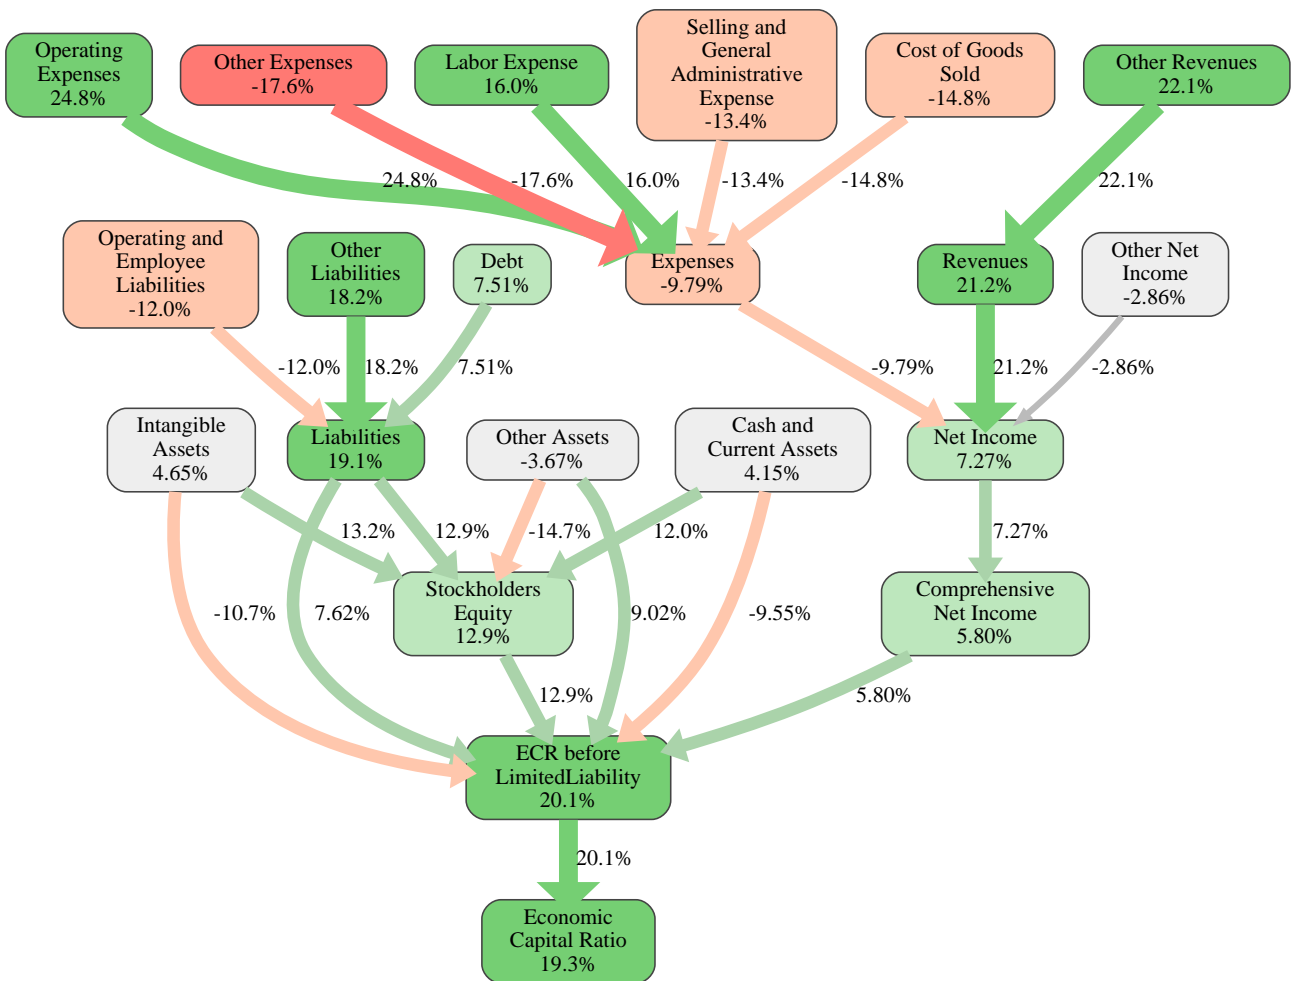 Operating
Expenses
24.8%
Other Expenses
-17.6%
Labor Expense
16.0%
Selling and
General
Administrative
Expense
-13.4%
Cost of Goods
Sold
-14.8%
Other Revenues
22.1%
24.8%
-17.6%
16.0%
-13.4%
-14.8%
22.1%
Operating and
Employee
Liabilities
-12.0%
Other
Liabilities
18.2%
Debt
7.51%
Expenses
-9.79%
Revenues
21.2%
Other Net
Income
-2.86%
-12.0%
18.2%
7.51%
-9.79%
21.2%
-2.86%
Intangible
Assets
4.65%
Liabilities
19.1%
Other Assets
-3.67%
Cash and
Current Assets
4.15%
Net Income
7.27%
13.2%
12.9%
-14.7%
12.0%
7.27%
-10.7%
7.62%
Stockholders
Equity
12.9%
9.02%
-9.55%
Comprehensive
Net Income
5.80%
12.9%
5.80%
ECR before
LimitedLiability
20.1%
20.1%
Economic
Capital Ratio
19.3%